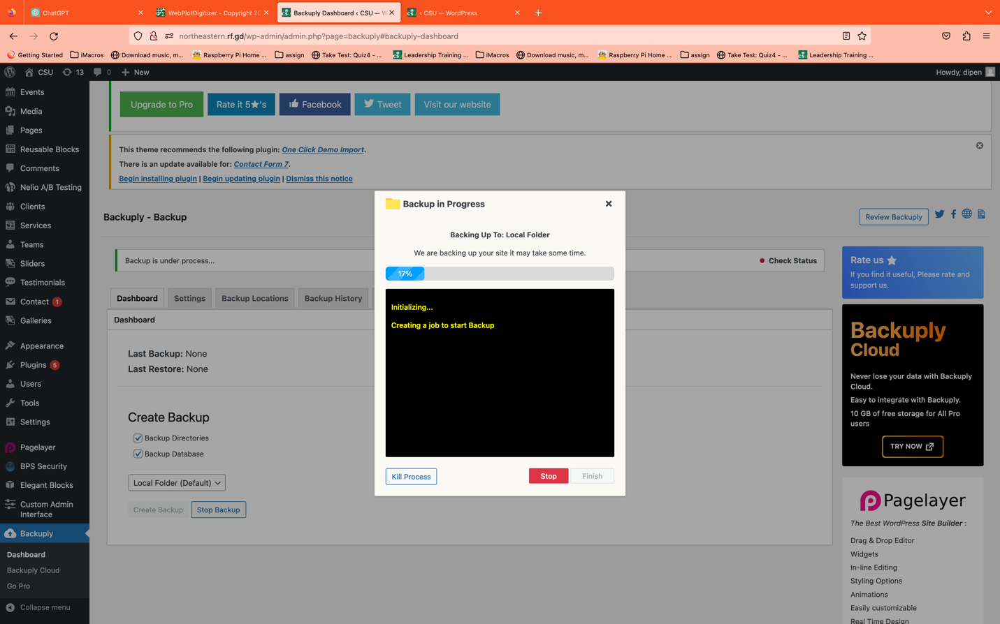 ChatGPT
WebPlotDigitizer - Copyright 20
Backuply Dashboard ‹ CSU — W
‹ CSU — WordPress
northeastern.rf.gd/wp-admin/admin.php?page=backuply#backuply-dashboard
Getting Started
iMacros
Download music, m...
Raspberry Pi Home ...
assign
Take Test: Quiz4 - ...
Leadership Training ...
iMacros
Download music, m...
Raspberry Pi Home ...
assign
Take Test: Quiz4 - ...
Leadership Training ...
CSU
13
0
New
Howdy, dipen
Events
Media
Pages
Reusable Blocks
Comments
Nelio A/B Testing
Clients
Services
Teams
Sliders
Testimonials
Contact 1
Galleries
Appearance
Plugins 5
Users
Tools
Settings
Pagelayer
BPS Security
Elegant Blocks
Custom Admin
Interface
Backuply
Dashboard
Backuply Cloud
Go Pro
Collapse menu
Upgrade to Pro
Rate it 5★'s
Facebook
Tweet
Visit our website
This theme recommends the following plugin: One Click Demo Import.
There is an update available for: Contact Form 7.
Begin installing plugin | Begin updating plugin | Dismiss this notice
Backuply - Backup
Review Backuply
Backup is under process...
Check Status
Dashboard
Settings
Backup Locations
Backup History
Dashboard
Last Backup: None
Last Restore: None
Create Backup
Backup Directories
Backup Database
Local Folder (Default)
Create Backup
Stop Backup
Backup in Progress
Backing Up To: Local Folder
We are backing up your site it may take some time.
17%
Initializing...
Creating a job to start Backup
Kill Process
Stop
Finish
Rate us
If you find it useful, Please rate and
support us.
Backuply
Cloud
Never lose your data with Backuply
Cloud.
Easy to integrate with Backuply.
10 GB of free storage for All Pro
users
TRY NOW
Pagelayer
The Best WordPress Site Builder :
Drag & Drop Editor
Widgets
In-line Editing
Styling Options
Animations
Easily customizable
Real Time Design